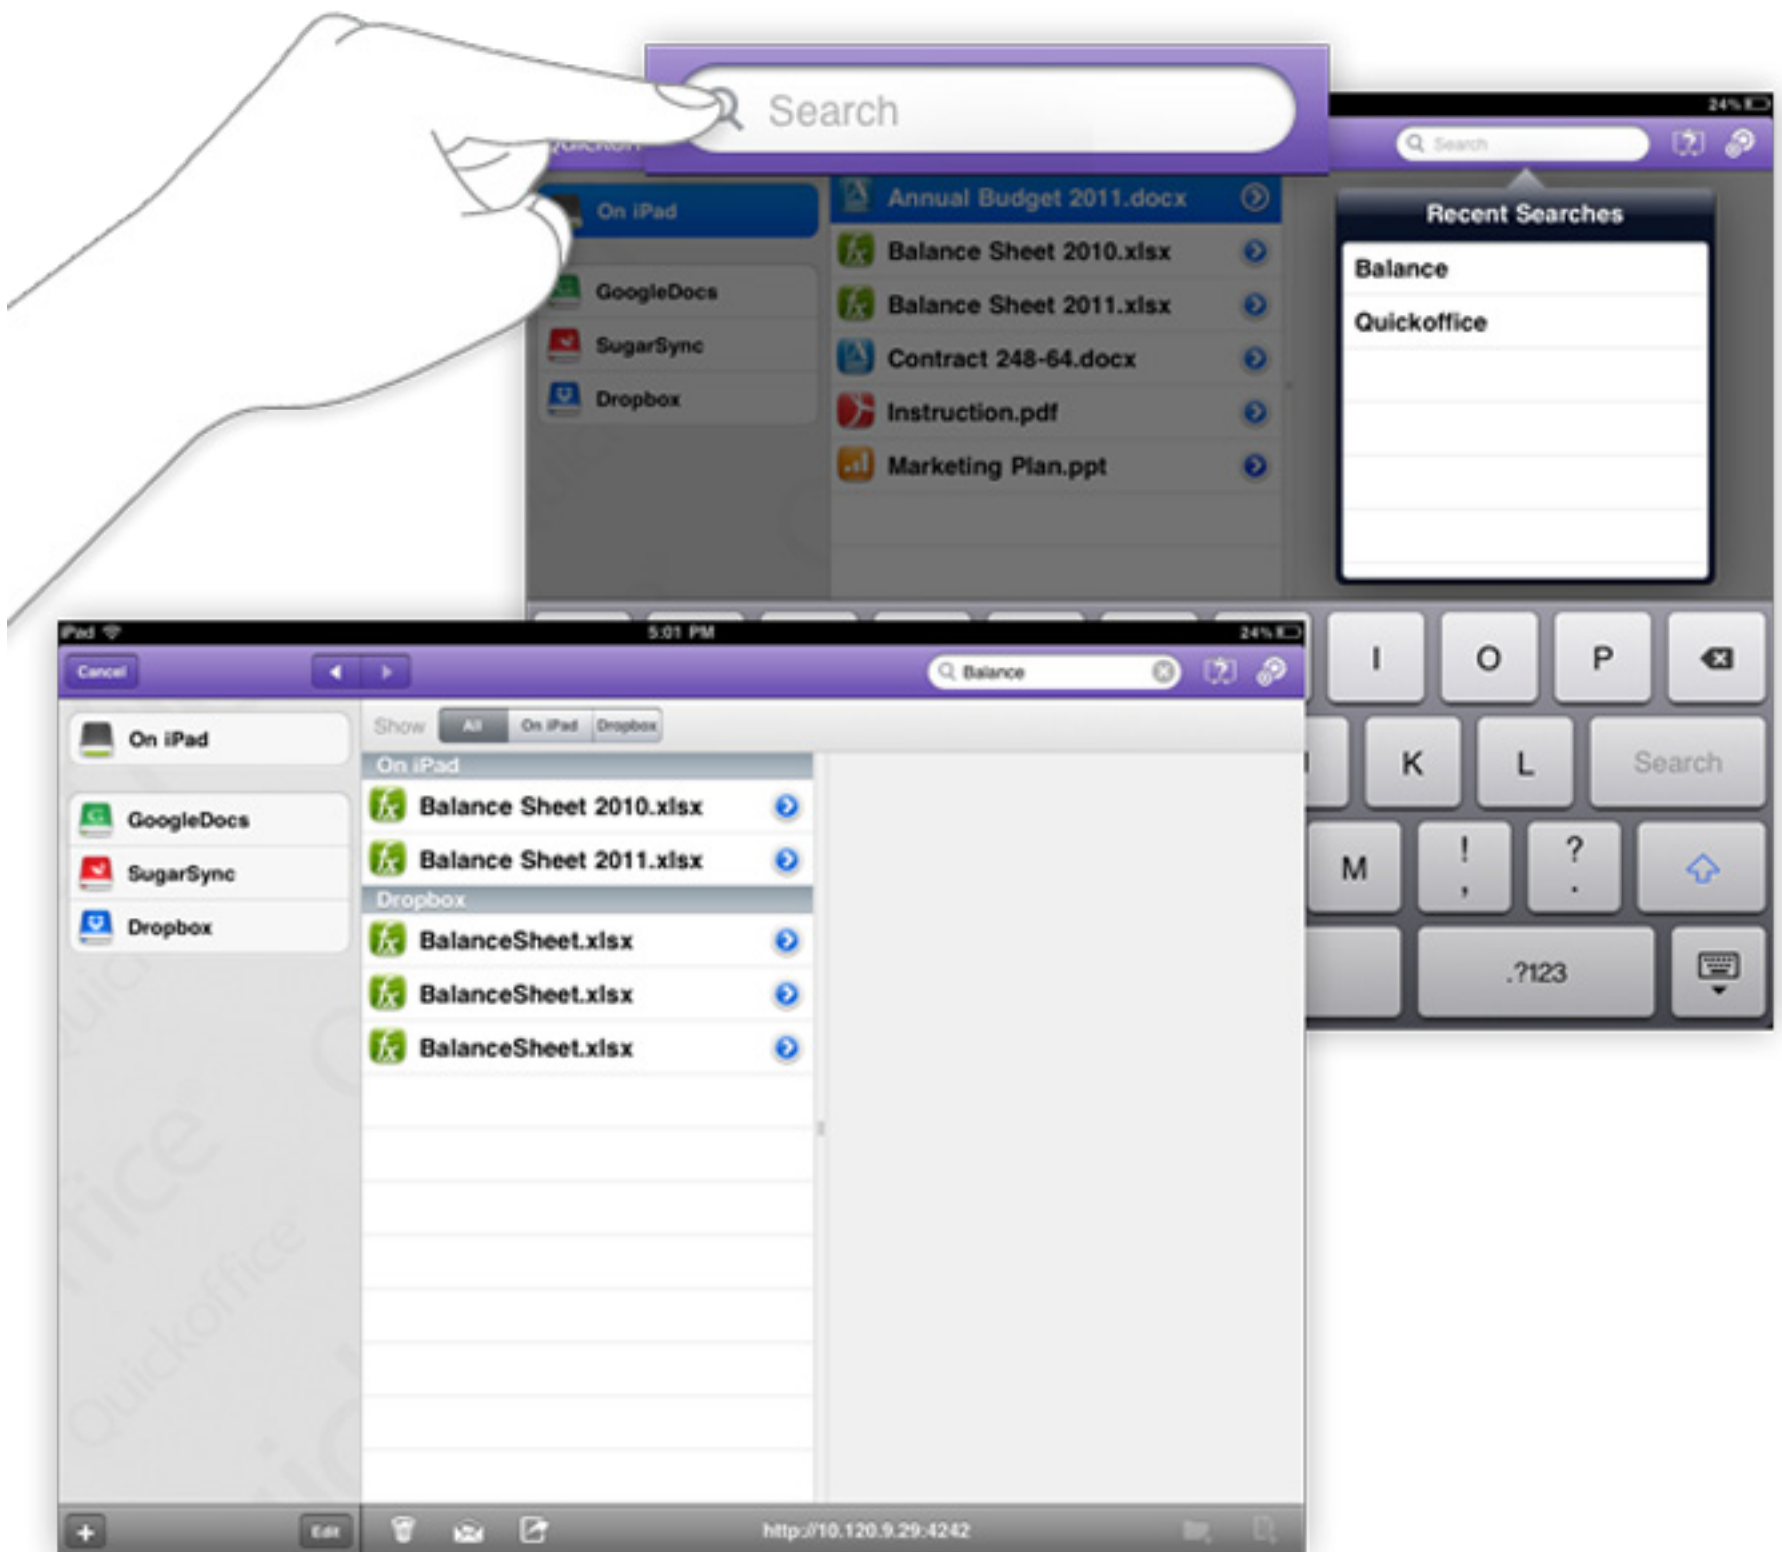 Search
24%
Search
On iPad
GoogleDocs
SugarSync
Dropbox
Annual Budget 2011.docx
Balance Sheet 2010.xlsx
Balance Sheet 2011.xlsx
Contract 248-64.docx
Instruction.pdf
Marketing Plan.ppt
Recent Searches
Balance
Quickoffice
I O P
K L Search
M ! , ? .
.?123
iPad 5:01 PM 24%
Cancel
Balance
On iPad
GoogleDocs
SugarSync
Dropbox
Show All On iPad Dropbox
On iPad
Balance Sheet 2010.xlsx
Balance Sheet 2011.xlsx
Dropbox
BalanceSheet.xlsx
BalanceSheet.xlsx
BalanceSheet.xlsx
Quickoffice
+ Edit
http://10.120.9.29:4242